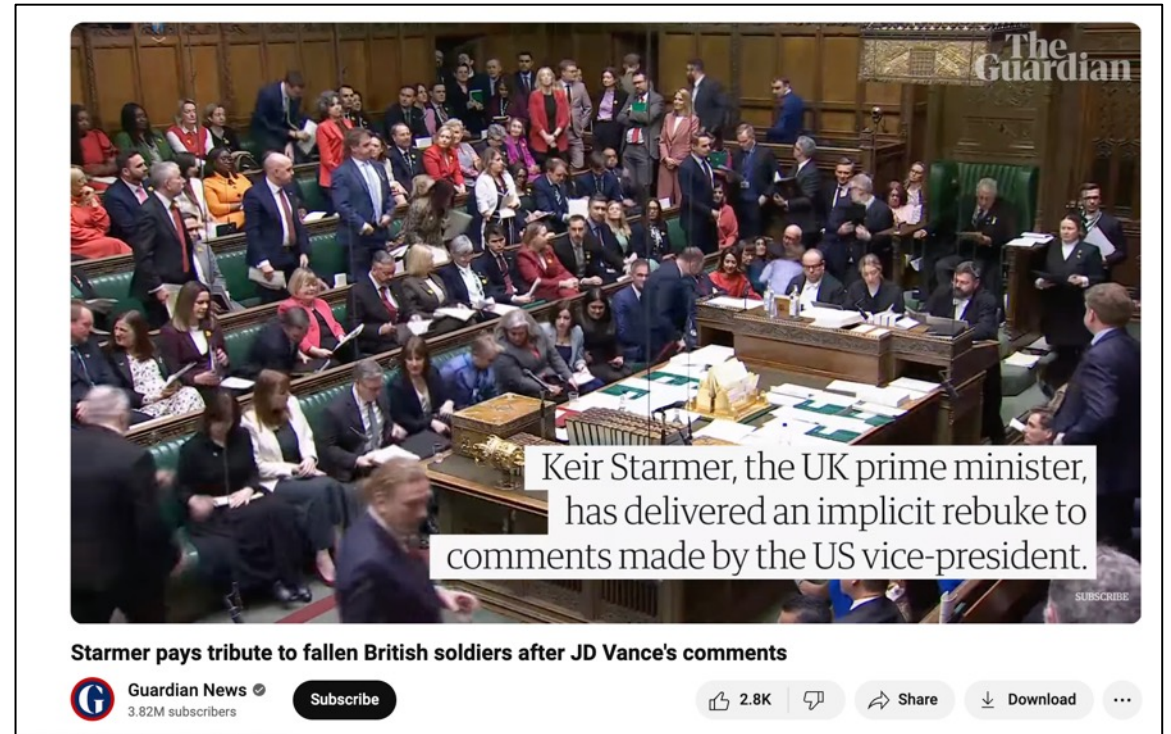 The
Guardian
Keir Starmer, the UK prime minister,
has delivered an implicit rebuke to
comments made by the US vice-president.
SUBSCRIBE
Starmer pays tribute to fallen British soldiers after JD Vance's comments
G
Guardian News
3.82M subscribers
Subscribe
2.8K
Share
Download